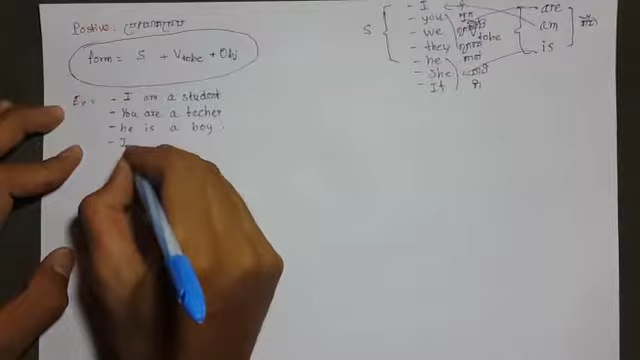 Postive:
form = S + Vtobe + Obj
Ex = - I am a student
- You are a techer
- he is a boy
- I
S
- I
- you
- we
- they
- he
- She
- It
Vtobe
are
am
is